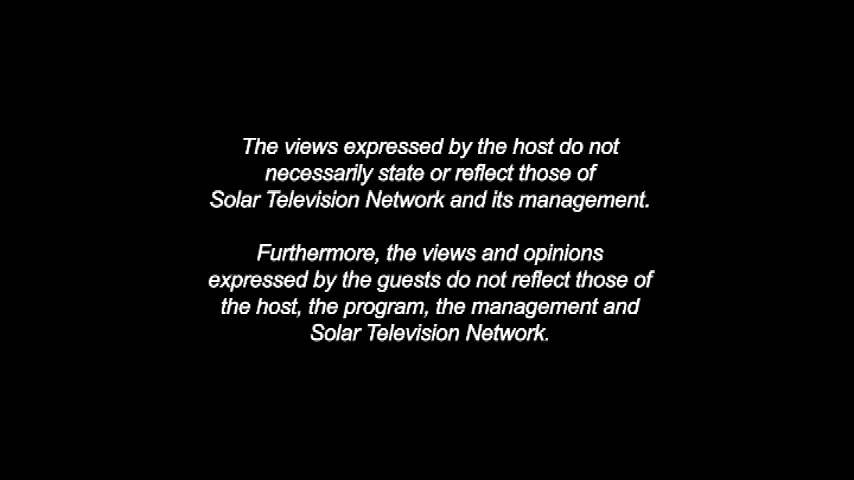 The views expressed by the host do not
necessarily state or reflect those of
Solar Television Network and its management.
Furthermore, the views and opinions
expressed by the guests do not reflect those of
the host, the program, the management and
Solar Television Network.